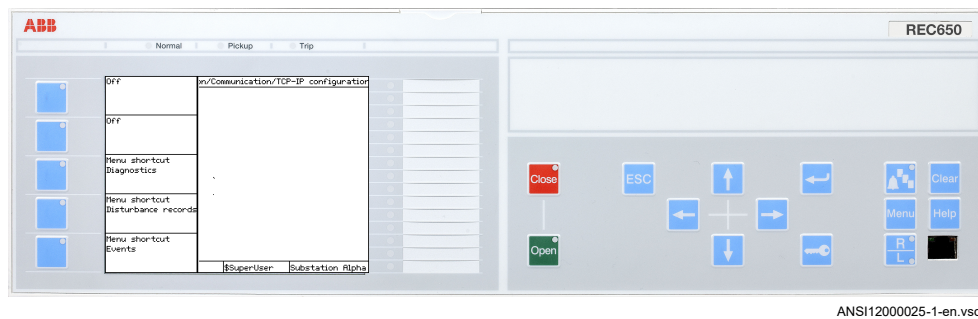 ABB
REC650
Normal
Pickup
Trip
Off
on/Communication/TCP-IP configuration
Off
Menu shortcut
Diagnostics
Menu shortcut
Disturbance records
Menu shortcut
Events
$SuperUser
Substation Alpha
Close
ESC
Clear
Menu
Help
Open
R
L
ANSI12000025-1-en.vsd